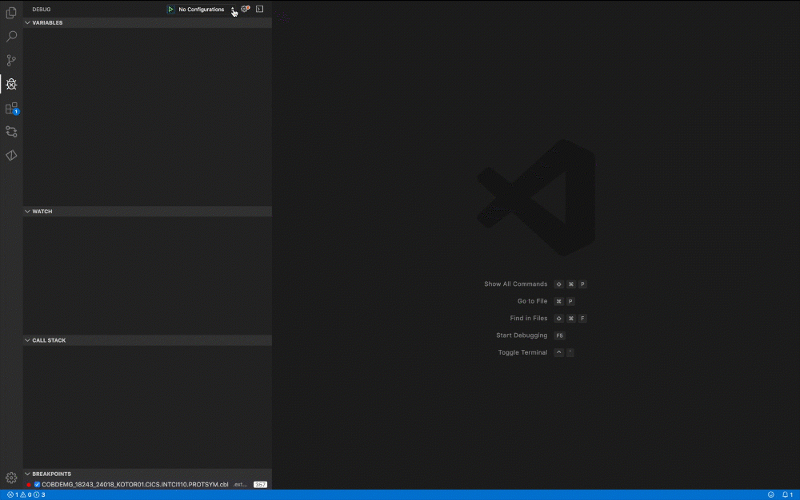 DEBUG
No Configurations
VARIABLES
1
WATCH
CALL STACK
BREAKPOINTS
COBDEMG_18243_24018_KOTOR01.CICS.INTCI110.PROTSYM.cbl
Show All Commands ⇧ ⌘ P
Go to File ⌘ P
Find in Files ⇧ ⌘ F
Start Debugging F5
Toggle Terminal ^ `
1 0 3
1